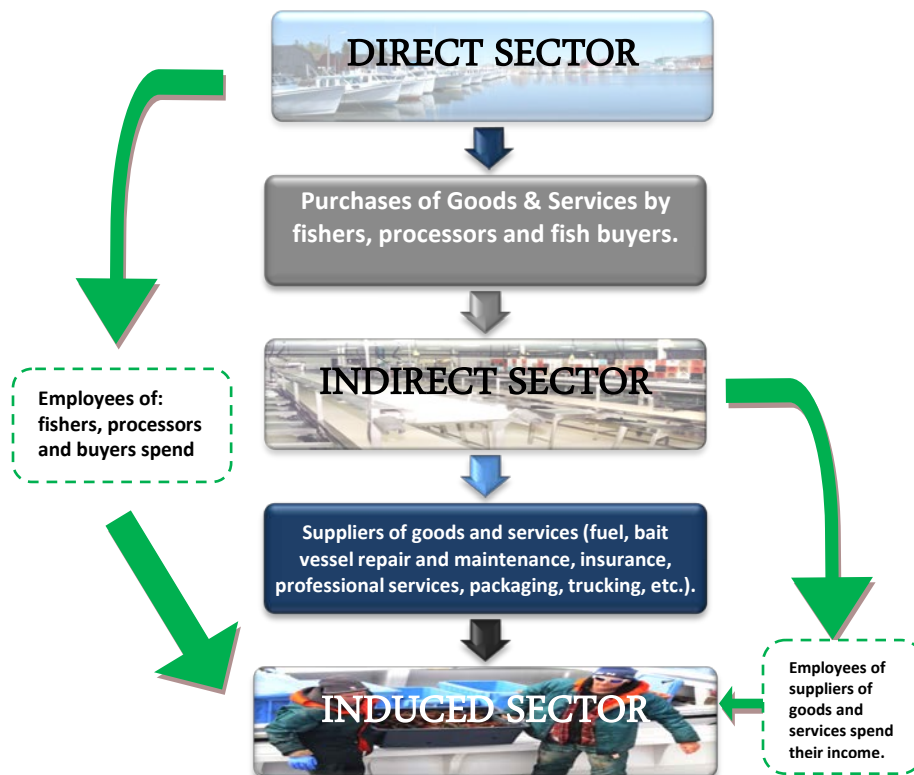 DIRECT SECTOR
Purchases of Goods & Services by
fishers, processors and fish buyers.
INDIRECT SECTOR
Employees of:
fishers, processors
and buyers spend
Suppliers of goods and services (fuel, bait
vessel repair and maintenance, insurance,
professional services, packaging, trucking, etc.).
INDUCED SECTOR
Employees of
suppliers of
goods and
services spend
their income.